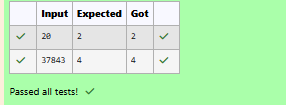 Input Expected Got
20 2 2
37843 4 4
Passed all tests!